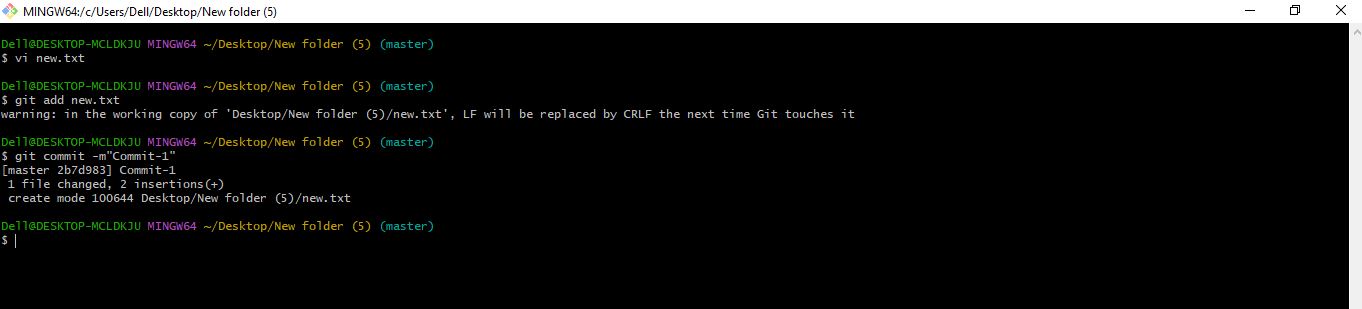 MINGW64:/c/Users/Dell/Desktop/New folder (5)
Dell@DESKTOP-MCLDKJU MINGW64 ~/Desktop/New folder (5) (master)
$ vi new.txt
Dell@DESKTOP-MCLDKJU MINGW64 ~/Desktop/New folder (5) (master)
$ git add new.txt
warning: in the working copy of 'Desktop/New folder (5)/new.txt', LF will be replaced by CRLF the next time Git touches it
Dell@DESKTOP-MCLDKJU MINGW64 ~/Desktop/New folder (5) (master)
$ git commit -m"Commit-1"
[master 2b7d983] Commit-1
1 file changed, 2 insertions(+)
create mode 100644 Desktop/New folder (5)/new.txt
Dell@DESKTOP-MCLDKJU MINGW64 ~/Desktop/New folder (5) (master)
$